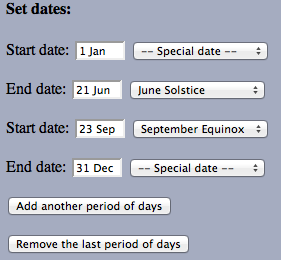 Set dates:
Start date: 1 Jan -- Special date --
End date: 21 Jun June Solstice
Start date: 23 Sep September Equinox
End date: 31 Dec -- Special date --
Add another period of days
Remove the last period of days